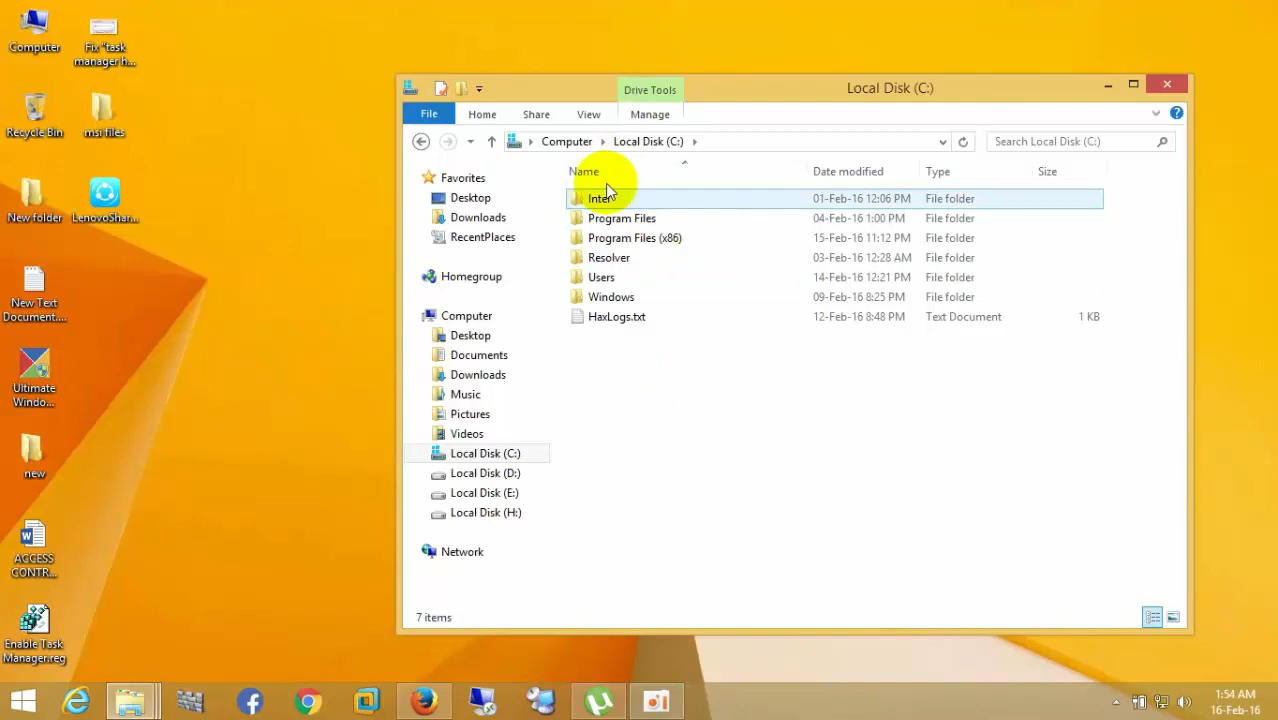 Computer
Fix "task
manager h...
Recycle Bin
msi files
New folder
LenovoShar...
New Text
Document....
Ultimate
Windo...
new
ACCESS
CONTR...
Enable Task
Manager.reg
Drive Tools
Local Disk (C:)
File
Home
Share
View
Manage
Computer
Local Disk (C:)
Search Local Disk (C:)
Favorites
Desktop
Downloads
RecentPlaces
Homegroup
Computer
Desktop
Documents
Downloads
Music
Pictures
Videos
Local Disk (C:)
Local Disk (D:)
Local Disk (E:)
Local Disk (H:)
Network
Name Date modified Type Size
Intel 01-Feb-16 12:06 PM File folder
Program Files 04-Feb-16 1:00 PM File folder
Program Files (x86) 15-Feb-16 11:12 PM File folder
Resolver 03-Feb-16 12:28 AM File folder
Users 14-Feb-16 12:21 PM File folder
Windows 09-Feb-16 8:25 PM File folder
HaxLogs.txt 12-Feb-16 8:48 PM Text Document 1 KB
7 items
1:54 AM
16-Feb-16